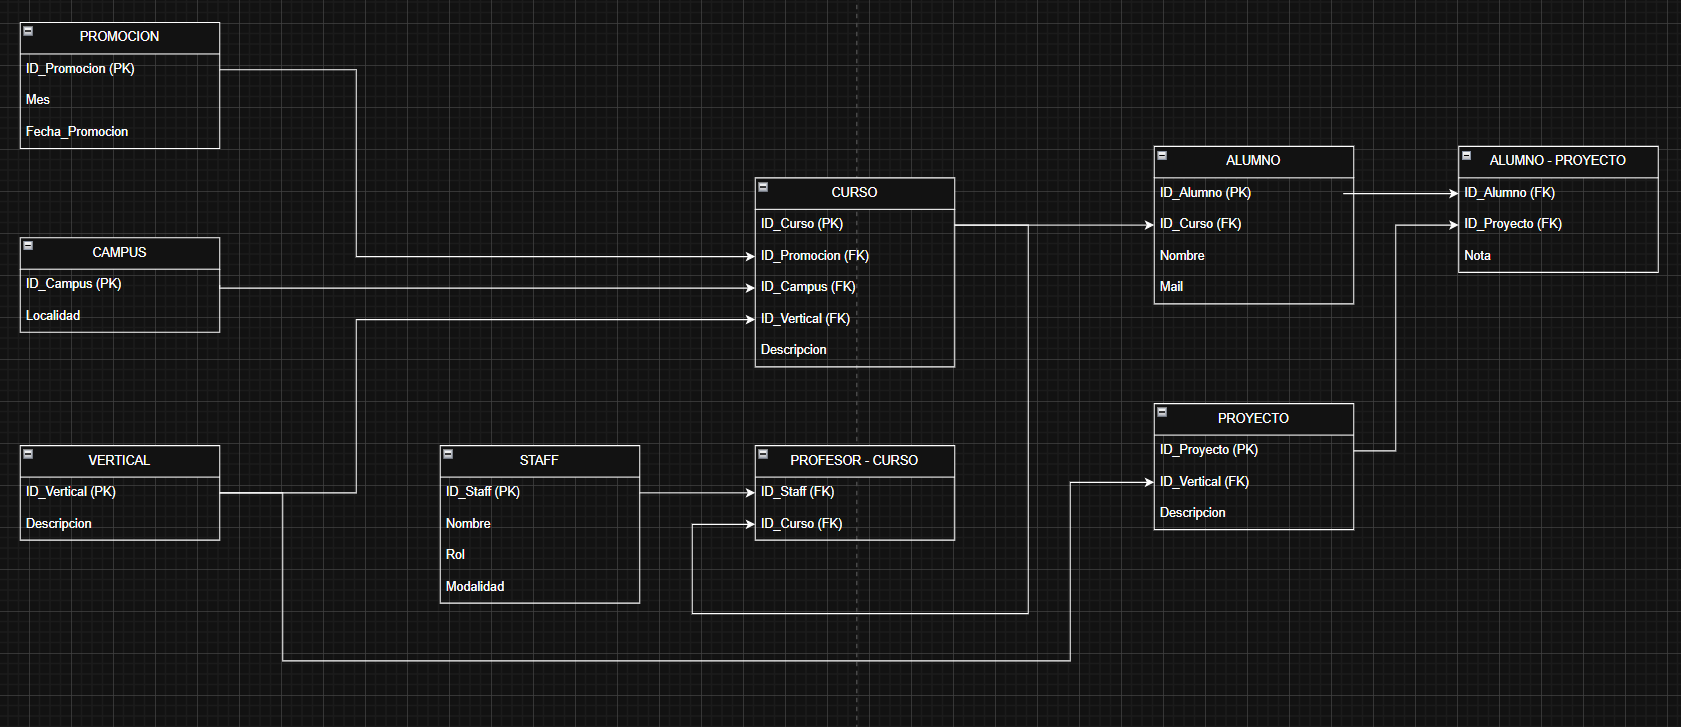 PROMOCION
ID_Promocion (PK)
Mes
Fecha_Promocion
CAMPUS
ID_Campus (PK)
Localidad
VERTICAL
ID_Vertical (PK)
Descripcion
STAFF
ID_Staff (PK)
Nombre
Rol
Modalidad
CURSO
ID_Curso (PK)
ID_Promocion (FK)
ID_Campus (FK)
ID_Vertical (FK)
Descripcion
PROFESOR - CURSO
ID_Staff (FK)
ID_Curso (FK)
ALUMNO
ID_Alumno (PK)
ID_Curso (FK)
Nombre
Mail
PROYECTO
ID_Proyecto (PK)
ID_Vertical (FK)
Descripcion
ALUMNO - PROYECTO
ID_Alumno (FK)
ID_Proyecto (FK)
Nota